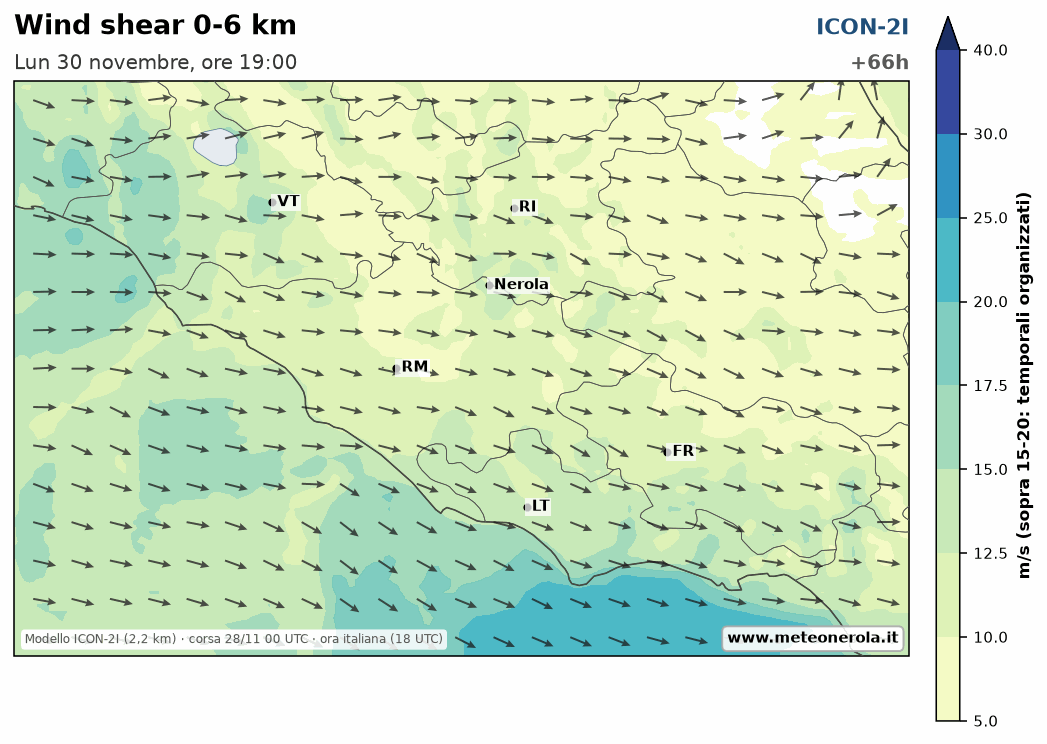 Wind shear 0-6 km
ICON-2I
Lun 30 novembre, ore 19:00
+66h
VT
RI
Nerola
RM
FR
LT
Modello ICON-2I (2,2 km) · corsa 28/11 00 UTC · ora italiana (18 UTC)
www.meteonerola.it
40.0
30.0
25.0
20.0
17.5
15.0
12.5
10.0
5.0
m/s (sopra 15-20: temporali organizzati)